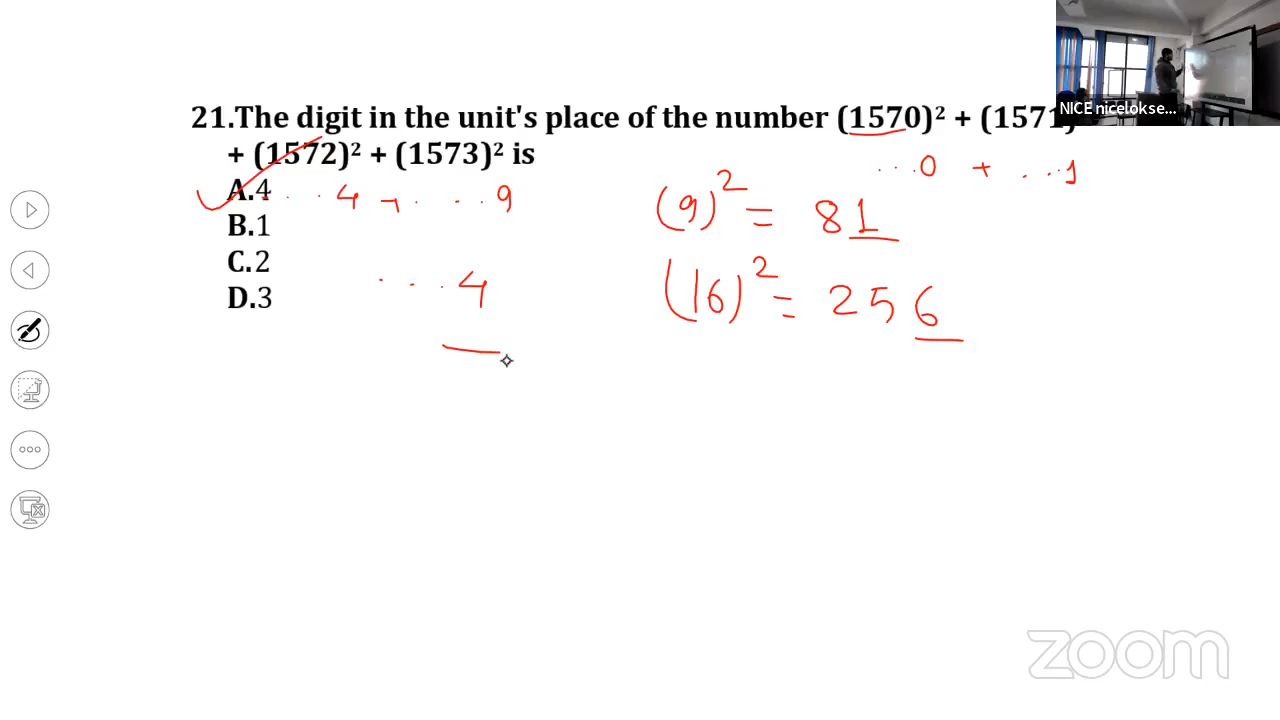 NICE nicelokse...
21.The digit in the unit's place of the number (1570)² + (1571)
+ (1572)² + (1573)² is
...0 + ...1
A.4
...4 + ...9
(9)² = 81
B.1
C.2
...4
(16)² = 256
D.3
zoom